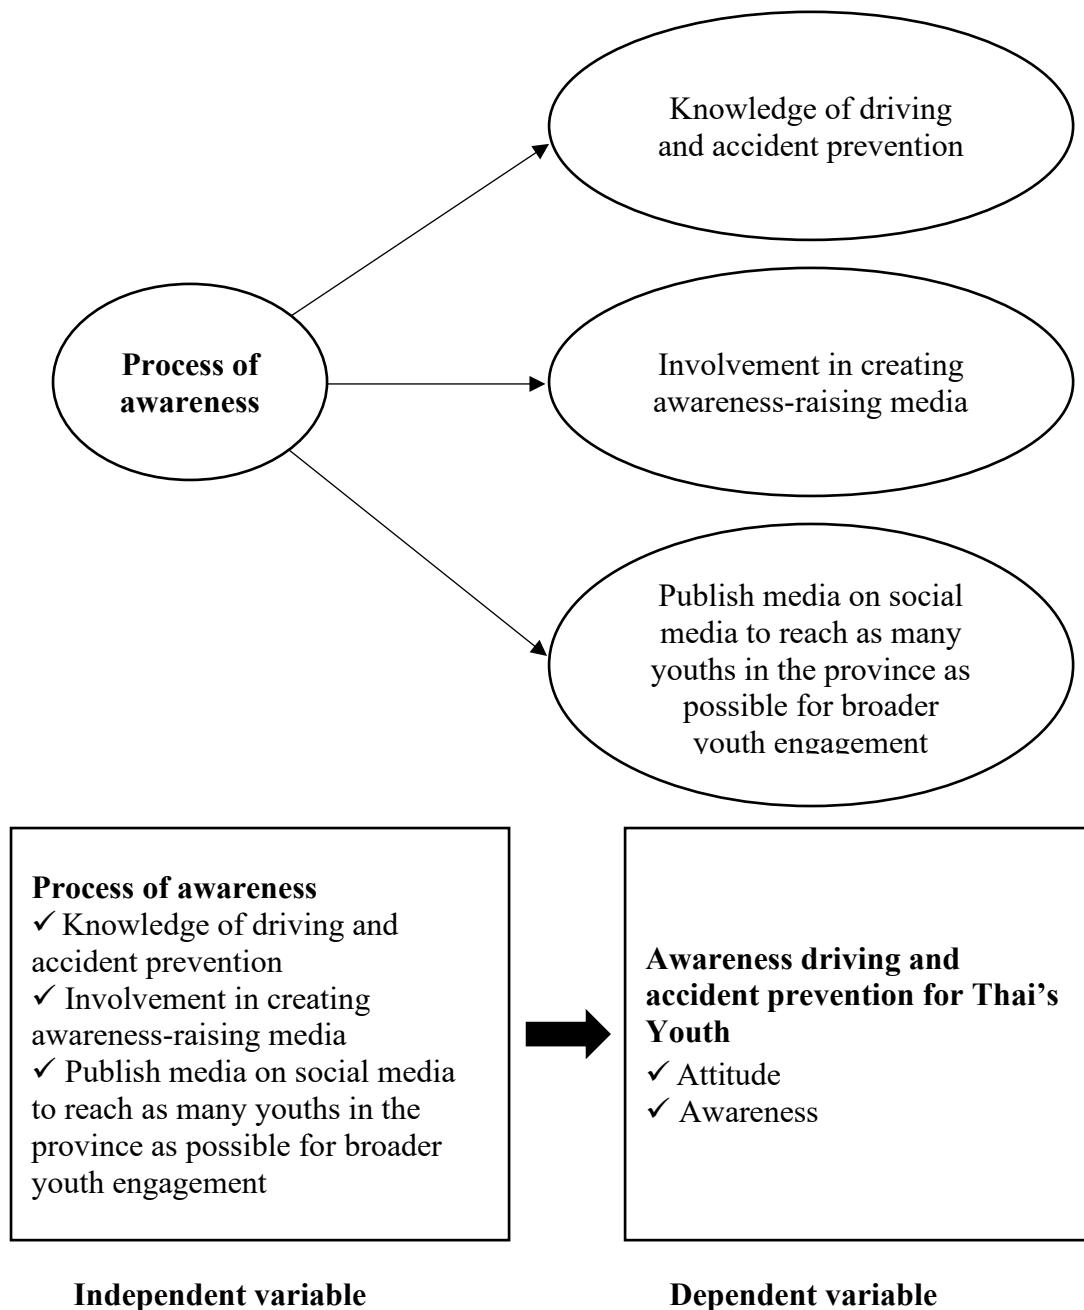 Knowledge of driving
and accident prevention
Process of
awareness
Involvement in creating
awareness-raising media
Publish media on social
media to reach as many
youths in the province as
possible for broader
youth engagement
Process of awareness
✓ Knowledge of driving and
accident prevention
✓ Involvement in creating
awareness-raising media
✓ Publish media on social media
to reach as many youths in the
province as possible for broader
youth engagement
Awareness driving and
accident prevention for Thai’s
Youth
✓ Attitude
✓ Awareness
Independent variable
Dependent variable